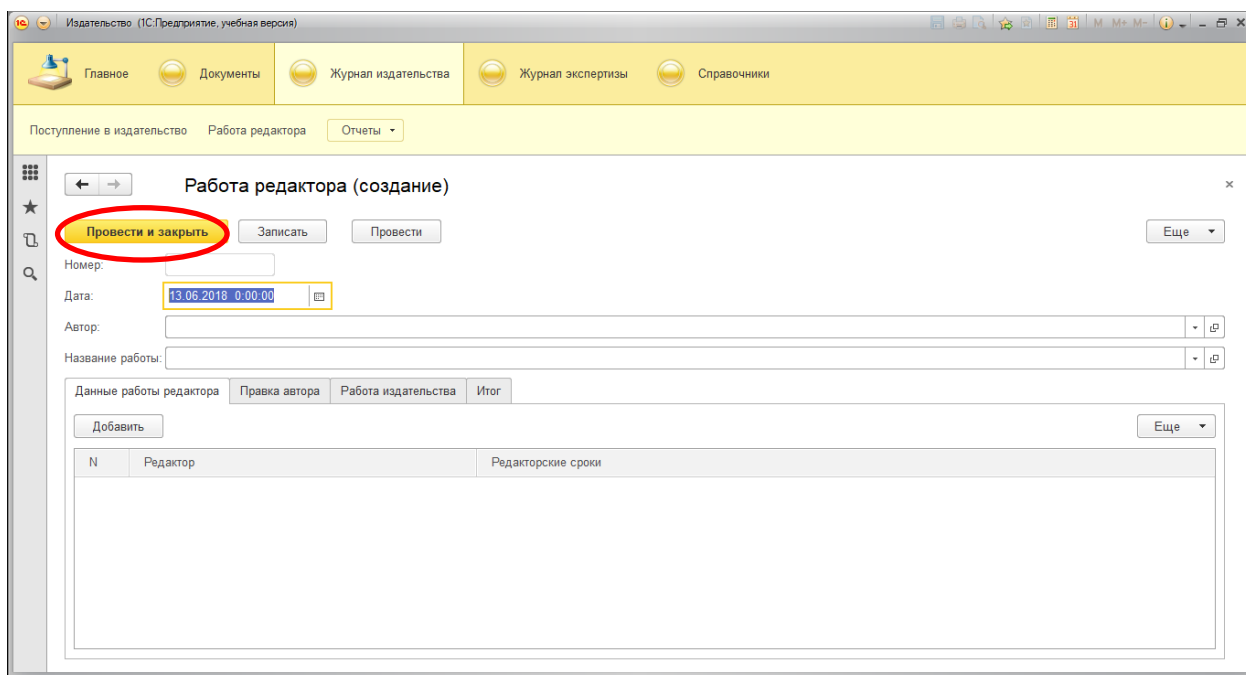 Издательство (1С:Предприятие, учебная версия)
31 M M+ M-
Главное Документы Журнал издательства Журнал экспертизы Справочники
Поступление в издательство Работа редактора Отчеты
Работа редактора (создание)
Провести и закрыть Записать Провести Еще
Номер:
Дата: 13.06.2018 0:00:00
Автор:
Название работы:
Данные работы редактора Правка автора Работа издательства Итог
Добавить Еще
N Редактор Редакторские сроки